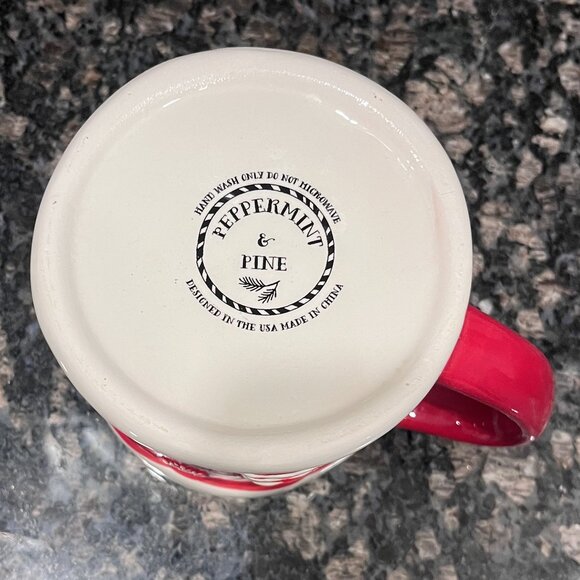 HAND WASH ONLY DO NOT MICROWAVE
PEPPERMINT
&
PINE
DESIGNED IN THE USA MADE IN CHINA